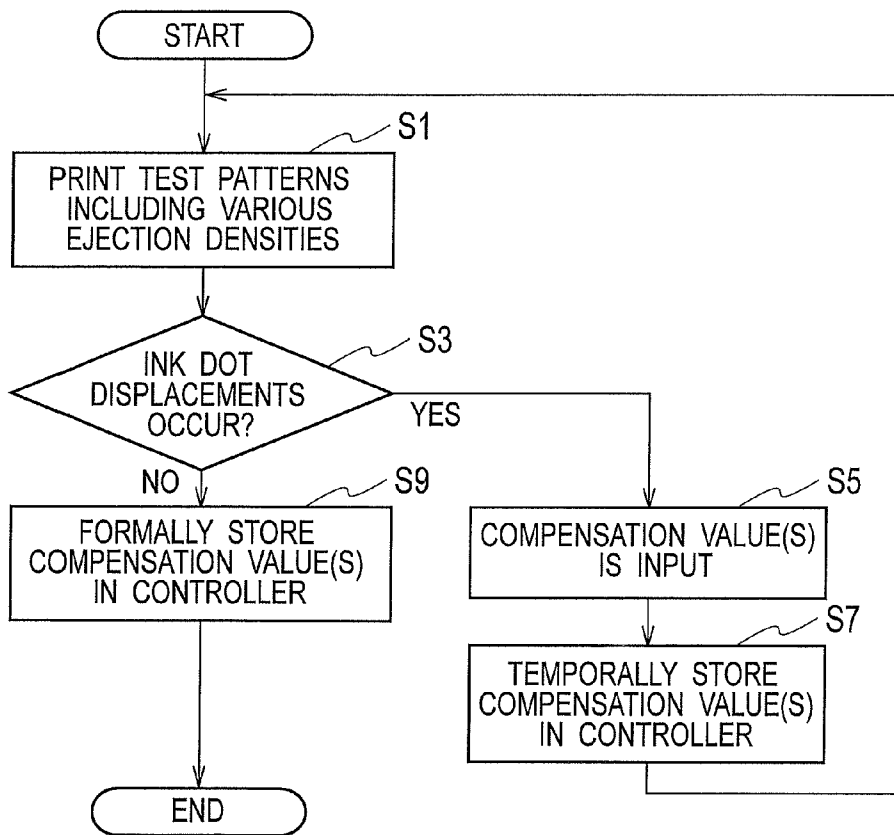 START
S1
PRINT TEST PATTERNS
INCLUDING VARIOUS
EJECTION DENSITIES
S3
INK DOT
DISPLACEMENTS
OCCUR?
YES
NO
S9
FORMALLY STORE
COMPENSATION VALUE(S)
IN CONTROLLER
S5
COMPENSATION VALUE(S)
IS INPUT
S7
TEMPORALLY STORE
COMPENSATION VALUE(S)
IN CONTROLLER
END